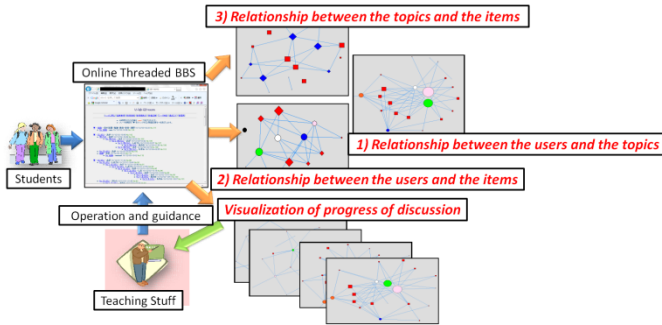 3) Relationship between the topics and the items
Online Threaded BBS
1) Relationship between the users and the topics
Students
2) Relationship between the users and the items
Operation and guidance
Visualization of progress of discussion
Teaching Stuff